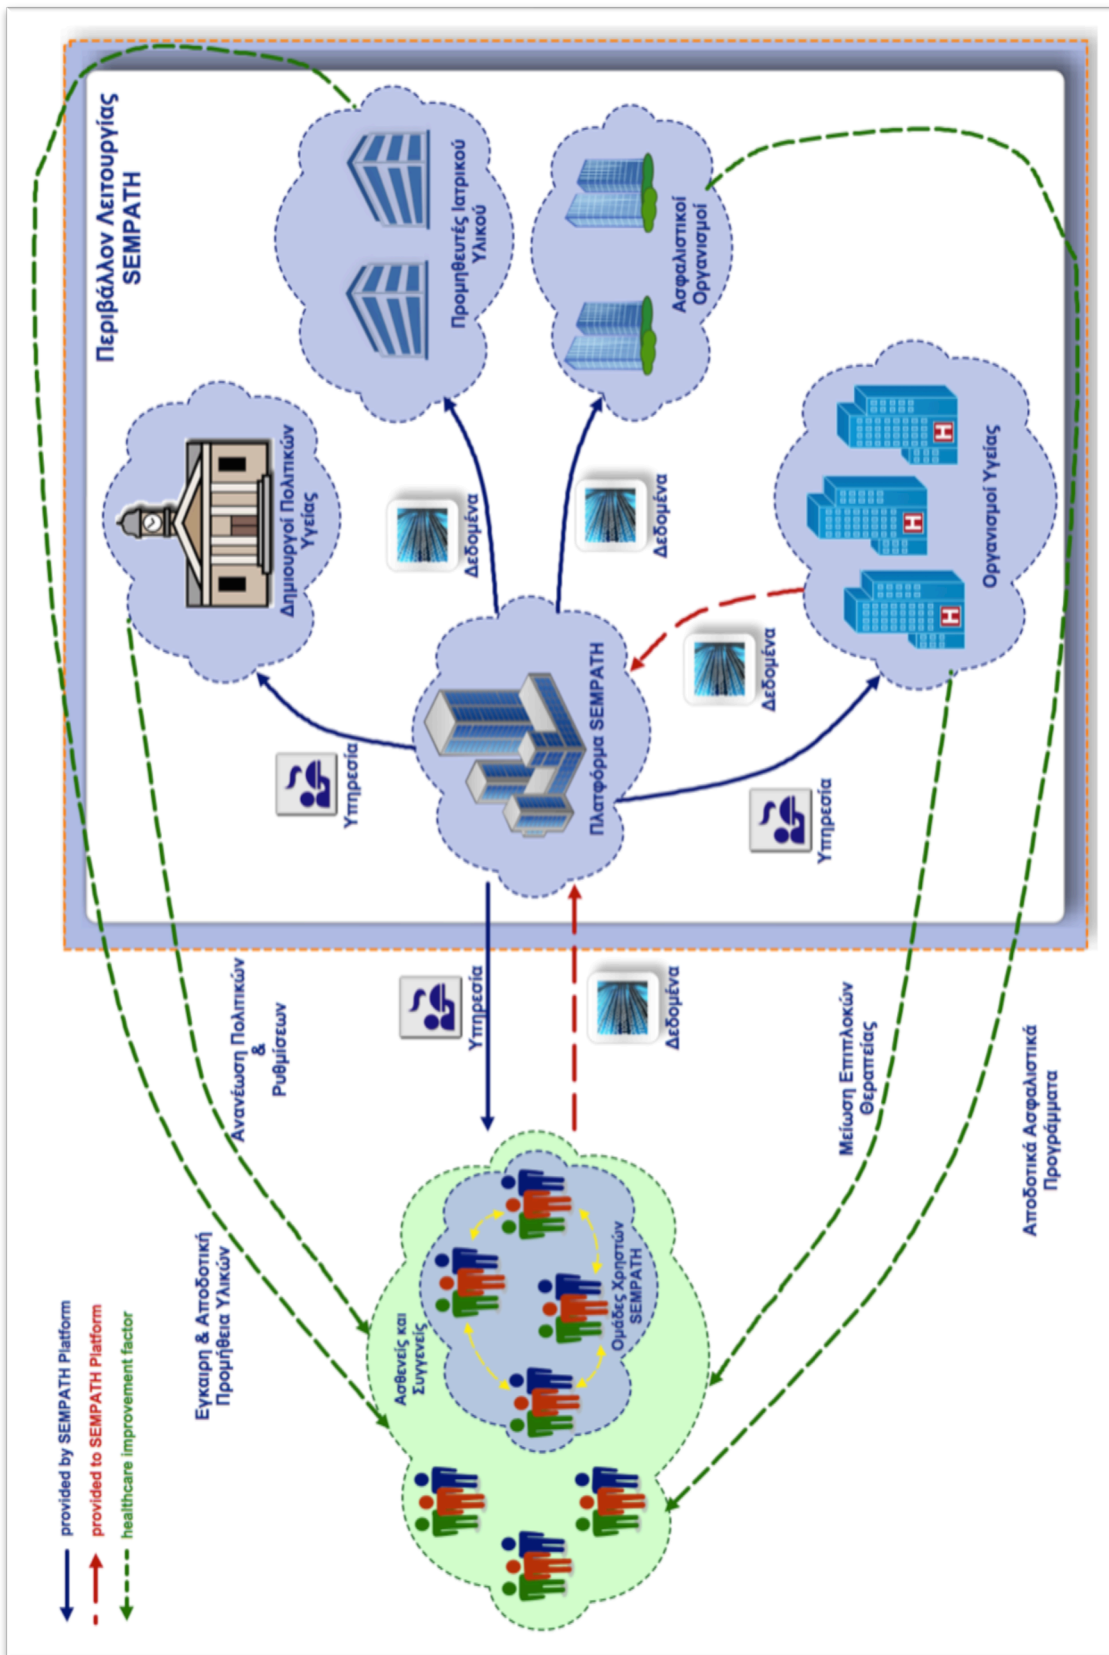 provided by SEMPATH Platform
provided to SEMPATH Platform
healthcare improvement factor
Εγκαιρη & Αποδοτική
Προμήθεια Υλικών
Ανανέωση Πολιτικών
&
Ρυθμίσεων
Περιβάλλον Λειτουργίας
SEMPATH
Δημιουργοί Πολιτικών
Υγείας
Προμηθευτές Ιατρικού
Υλικού
Υπηρεσία
Δεδομένα
Ασθενείς και
Συγγενείς
Ομάδες Χρηστών
SEMPATH
Υπηρεσία
Δεδομένα
Πλατφόρμα SEMPATH
Δεδομένα
Ασφαλιστικοί
Οργανισμοί
Δεδομένα
Υπηρεσία
H
H
H
Οργανισμοί Υγείας
Μείωση Επιπλοκών
Θεραπείας
Αποδοτικά Ασφαλιστικά
Προγράμματα